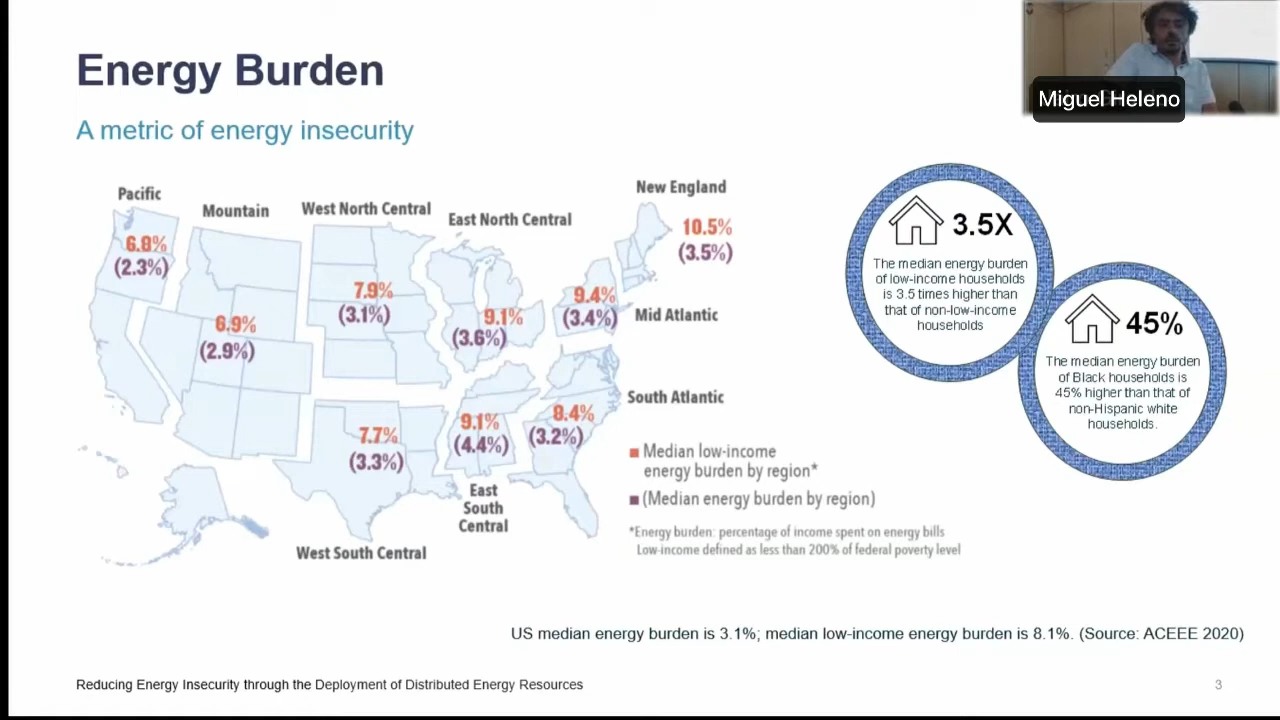 Energy Burden
A metric of energy insecurity
Miguel Heleno
Pacific
6.8%
(2.3%)
Mountain
6.9%
(2.9%)
West North Central
7.9%
(3.1%)
East North Central
9.1%
(3.6%)
New England
10.5%
(3.5%)
9.4%
(3.4%)
Mid Atlantic
South Atlantic
8.4%
(3.2%)
9.1%
(4.4%)
East
South
Central
7.7%
(3.3%)
West South Central
Median low-income
energy burden by region*
(Median energy burden by region)
*Energy burden: percentage of income spent on energy bills
Low-income defined as less than 200% of federal poverty level
3.5X
The median energy burden
of low-income households
is 3.5 times higher than
that of non-low-income
households
45%
The median energy burden
of Black households is
45% higher than that of
non-Hispanic white
households.
US median energy burden is 3.1%; median low-income energy burden is 8.1%. (Source: ACEEE 2020)
Reducing Energy Insecurity through the Deployment of Distributed Energy Resources
3